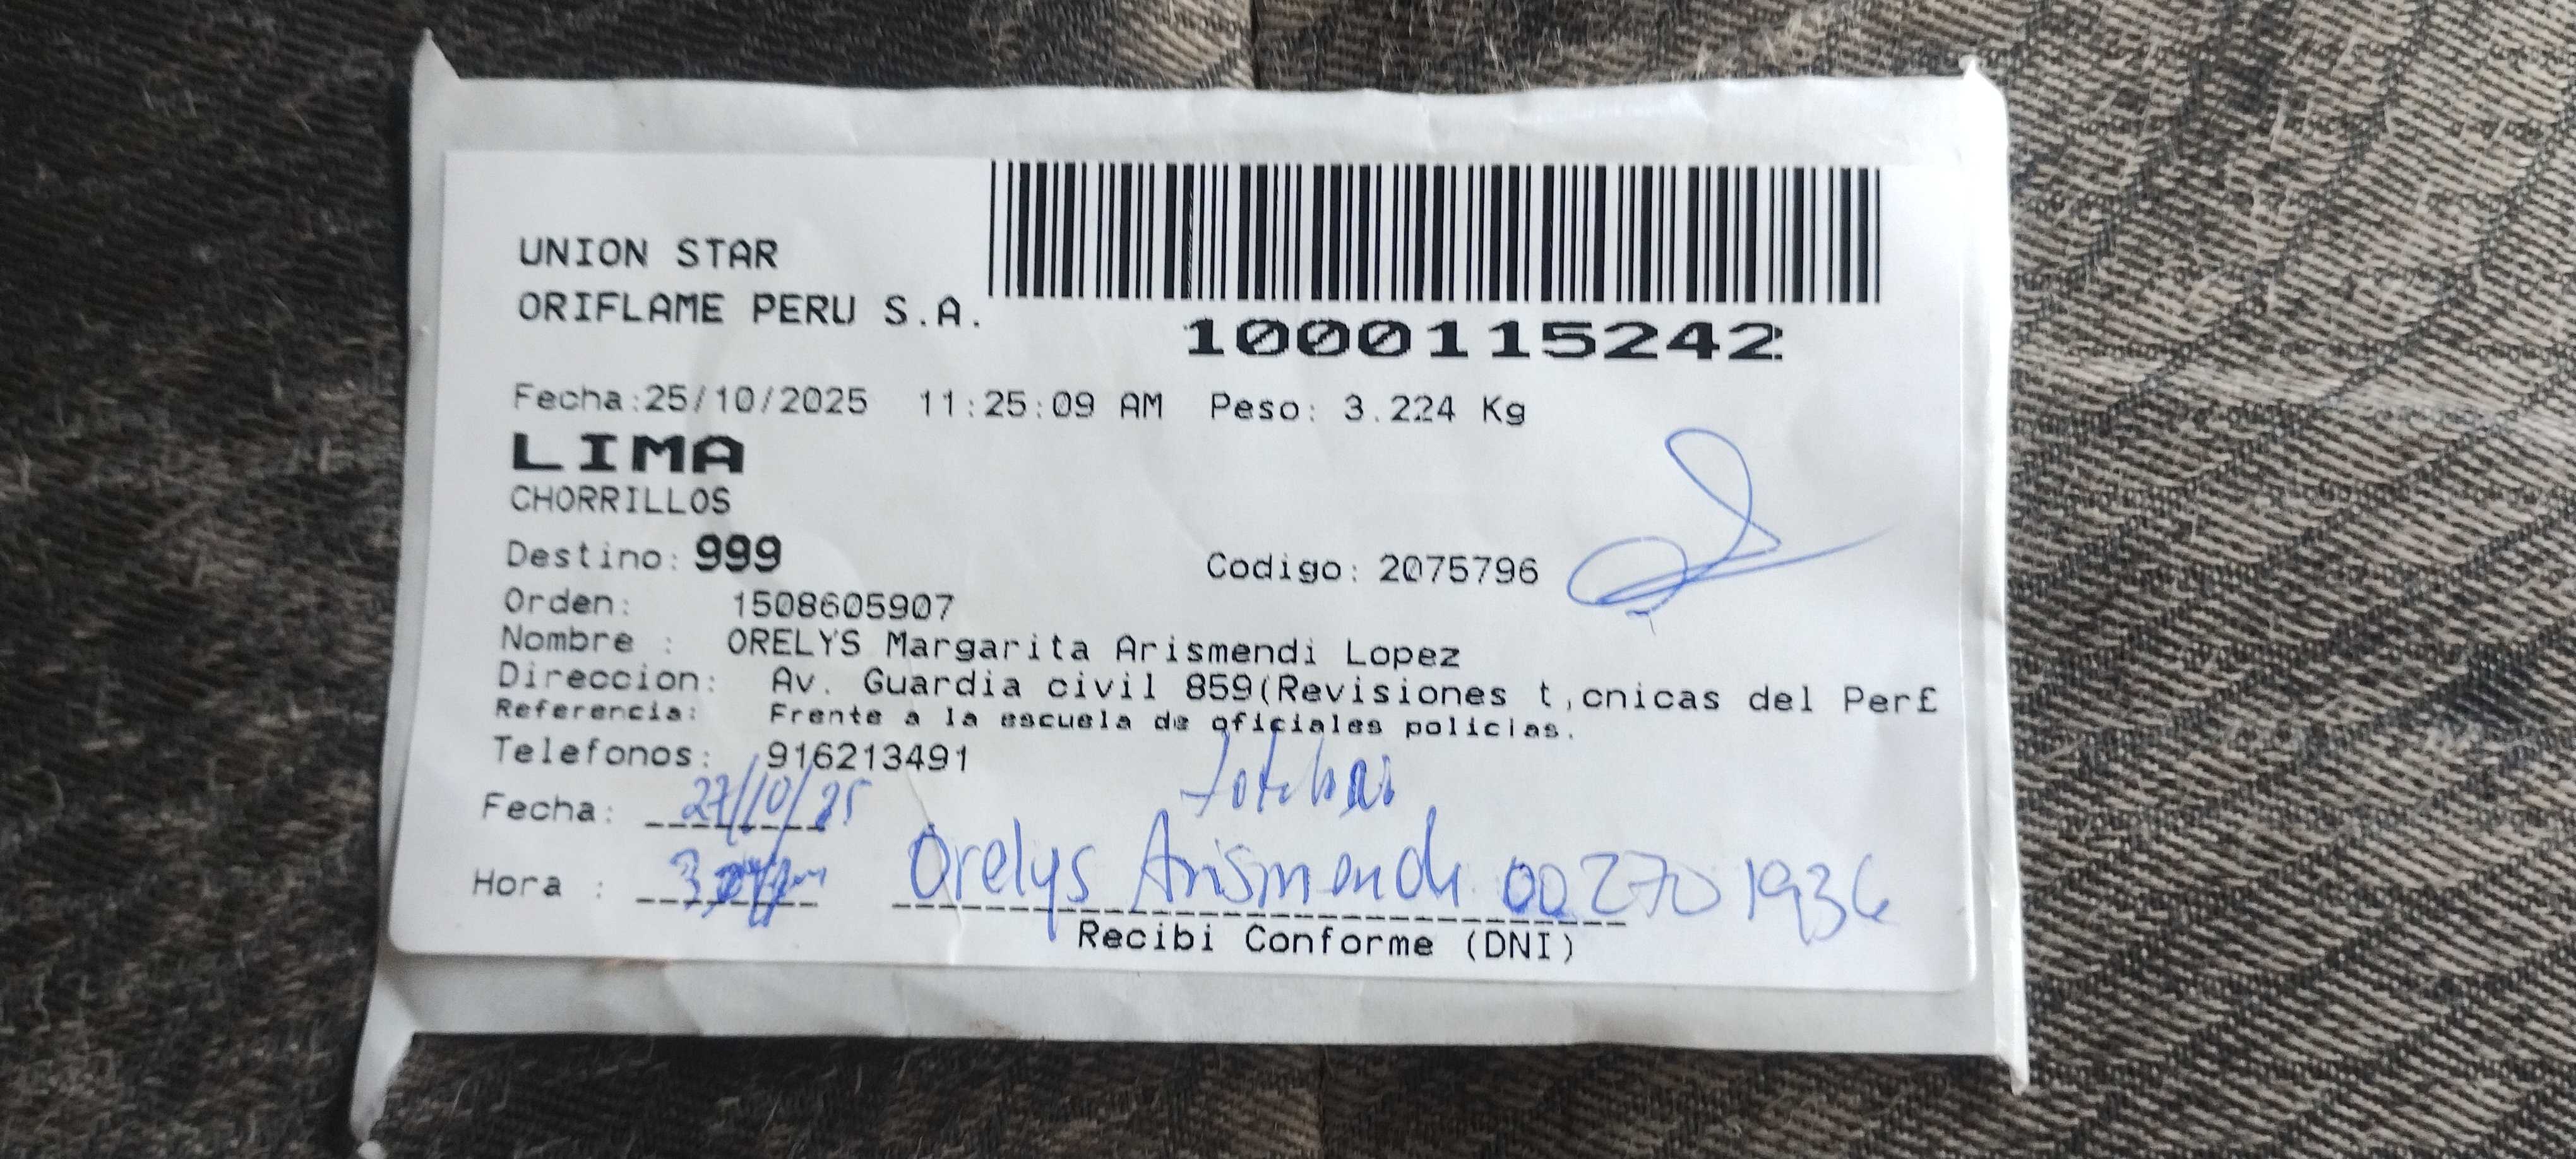 UNION STAR
ORIFLAME PERU S.A.
1000115242
Fecha:25/10/2025 11:25:09 AM Peso: 3.224 Kg
LIMA
CHORRILLOS
Destino: 999
Codigo: 2075796
Orden: 1508605907
Nombre : ORELYS Margarita Arismendi Lopez
Direccion: Av. Guardia civil 859(Revisiones t,cnicas del Per£
Referencia: Frente a la escuela de oficiales policias.
Telefonos: 916213491
Fecha: 27/10/25
Hora :
Orelys Arismendi 002701936
Recibi Conforme (DNI)